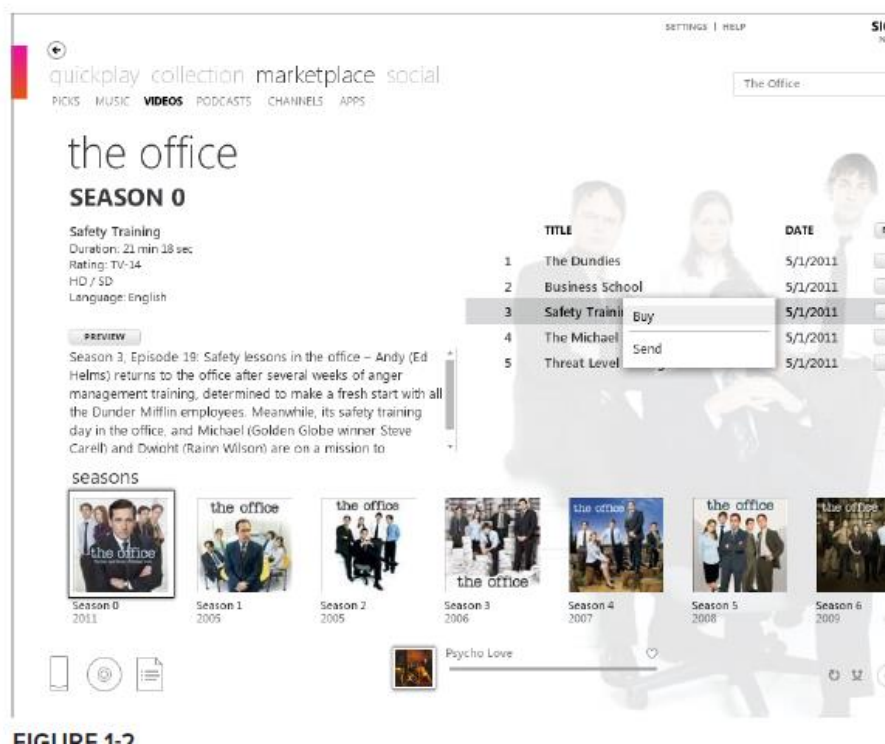 SETTINGS | HELP
quickplay collection marketplace social
PICKS MUSIC VIDEOS PODCASTS CHANNELS APPS
The Office
the office
SEASON 0
Safety Training
Duration: 21 min 18 sec
Rating: TV-14
HD / SD
Language: English
PREVIEW
Season 3, Episode 19: Safety lessons in the office – Andy (Ed
Helms) returns to the office after several weeks of anger
management training, determined to make a fresh start with all
the Dunder Mifflin employees. Meanwhile, its safety training
day in the office, and Michael (Golden Globe winner Steve
Carell) and Dwight (Rainn Wilson) are on a mission to
TITLE DATE
1 The Dundies 5/1/2011
2 Business School 5/1/2011
3 Safety 5/1/2011
4 The Michael 5/1/2011
5 Threat Level 5/1/2011
Buy
Send
seasons
the office
the office
the office
the office
the office
the office
the office
Season 0 Season 1 Season 2 Season 3 Season 4 Season 5 Season 6
2011 2005 2005 2006 2007 2008 2009
Psycho Love
FIGURE 1-2